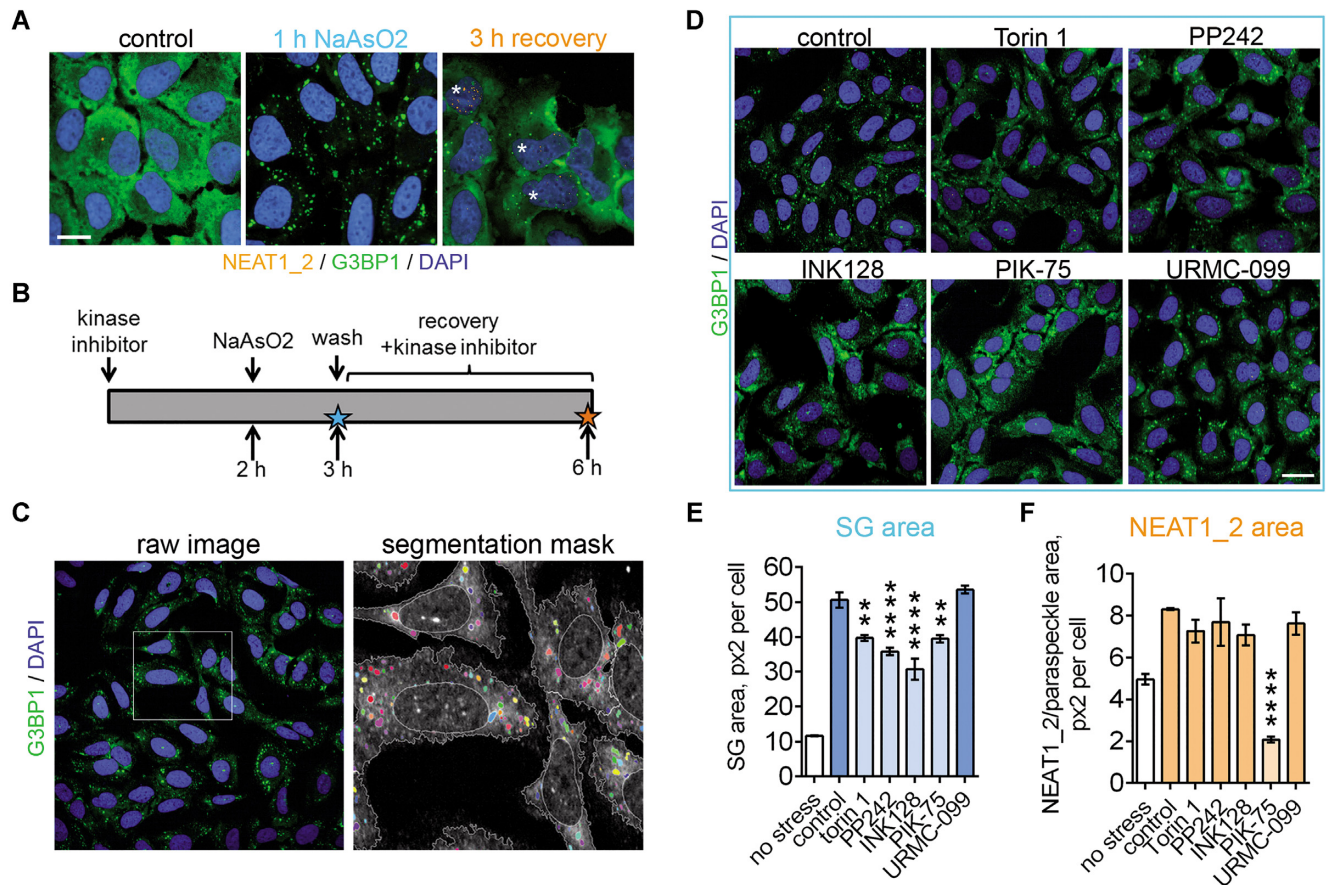 A
control
1 h NaAsO2
3 h recovery
*
*
*
NEAT1_2 / G3BP1 / DAPI
B
kinase
inhibitor
NaAsO2
wash
recovery
+kinase inhibitor
2 h
3 h
6 h
C
raw image
segmentation mask
G3BP1 / DAPI
D
control
Torin 1
PP242
INK128
PIK-75
URMC-099
G3BP1 / DAPI
E
SG area
SG area, px2 per cell
60
50
40
30
20
10
0
**
****
****
**
no stress
control
torin 1
PP242
INK128
PIK-75
URMC-099
F
NEAT1_2 area
NEAT1_2/paraspeckle area,
px2 per cell
10
8
6
4
2
0
****
no stress
control
Torin 1
PP242
INK128
PIK-75
URMC-099